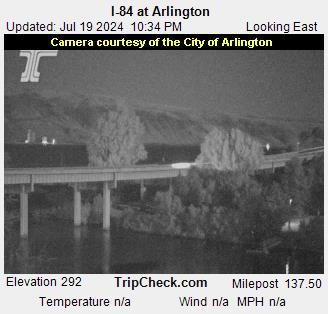 I-84 at Arlington
Updated: Jul 19 2024 10:34 PM Looking East
Camera courtesy of the City of Arlington
Elevation 292 TripCheck.com Milepost 137.50
Temperature n/a Wind n/a MPH n/a